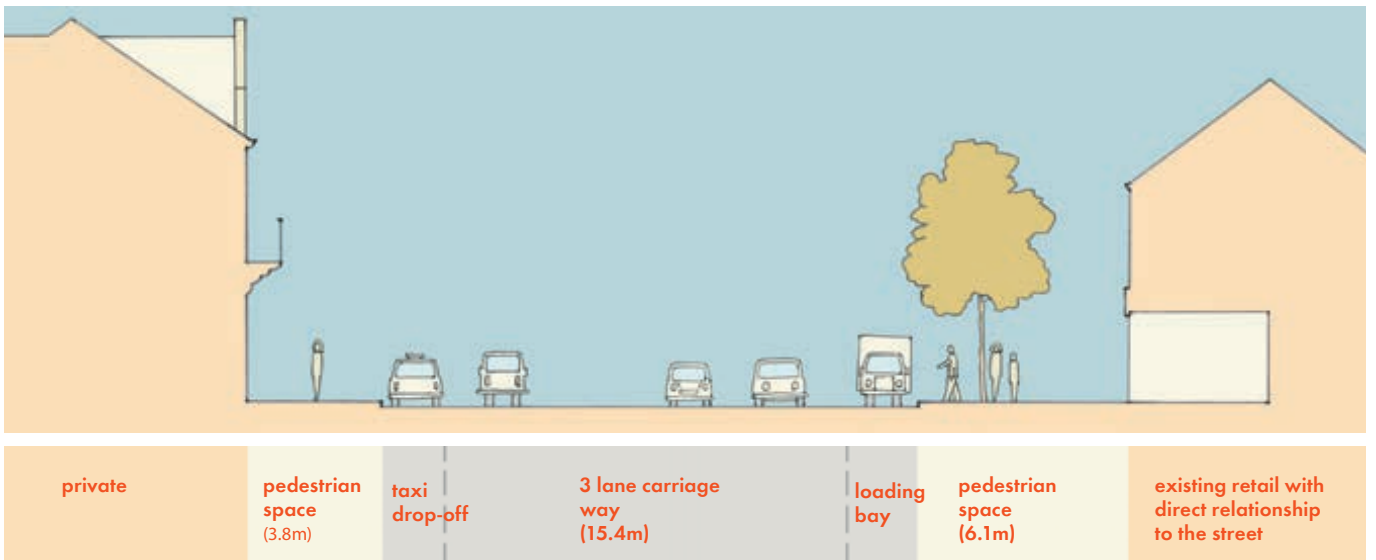 private
pedestrian
space
(3.8m)
taxi
drop-off
3 lane carriage
way
(15.4m)
loading
bay
pedestrian
space
(6.1m)
existing retail with
direct relationship
to the street